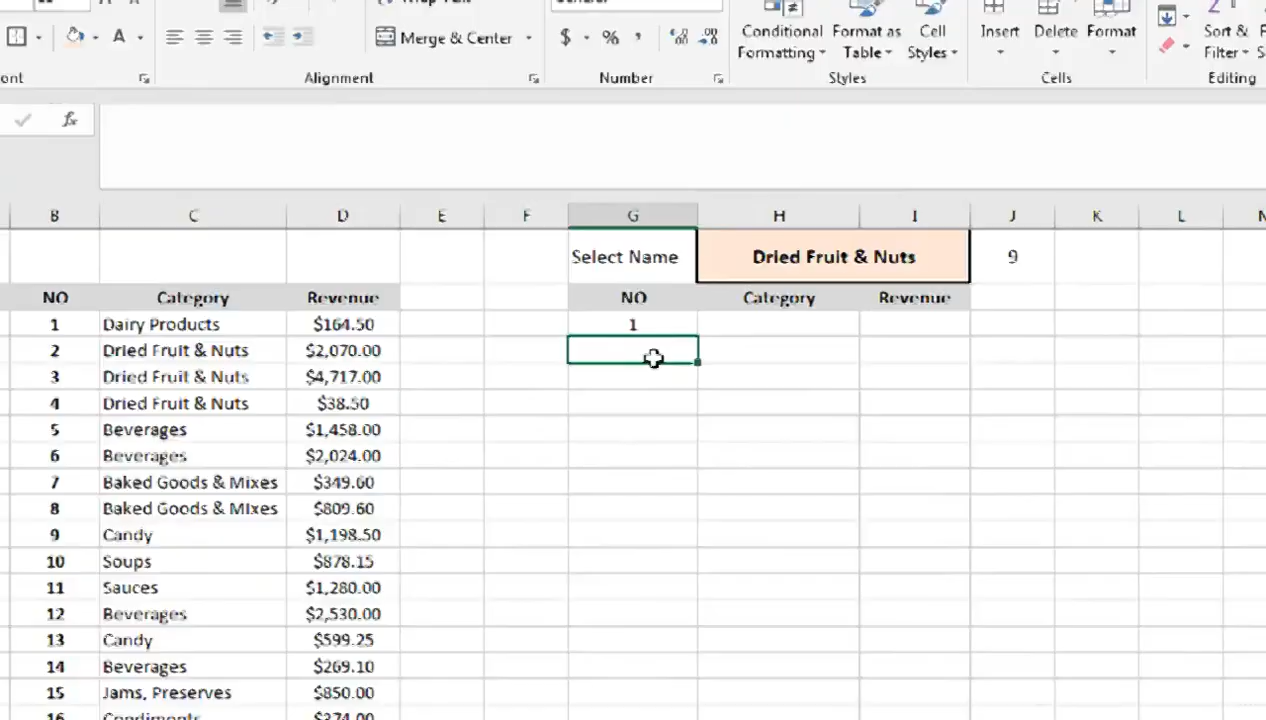 Merge & Center
$ % ,
Conditional Formatting
Format as Table
Cell Styles
Insert
Delete
Format
Sort & Filter
ont
Alignment
Number
Styles
Cells
Editing
fx
B C D E F G H I J K L
Select Name Dried Fruit & Nuts 9
NO Category Revenue NO Category Revenue
1 Dairy Products $164.50 1
2 Dried Fruit & Nuts $2,070.00
3 Dried Fruit & Nuts $4,717.00
4 Dried Fruit & Nuts $38.50
5 Beverages $1,458.00
6 Beverages $2,024.00
7 Baked Goods & Mixes $349.60
8 Baked Goods & Mixes $809.60
9 Candy $1,198.50
10 Soups $878.15
11 Sauces $1,280.00
12 Beverages $2,530.00
13 Candy $599.25
14 Beverages $269.10
15 Jams, Preserves $850.00
16 Condiments $374.00